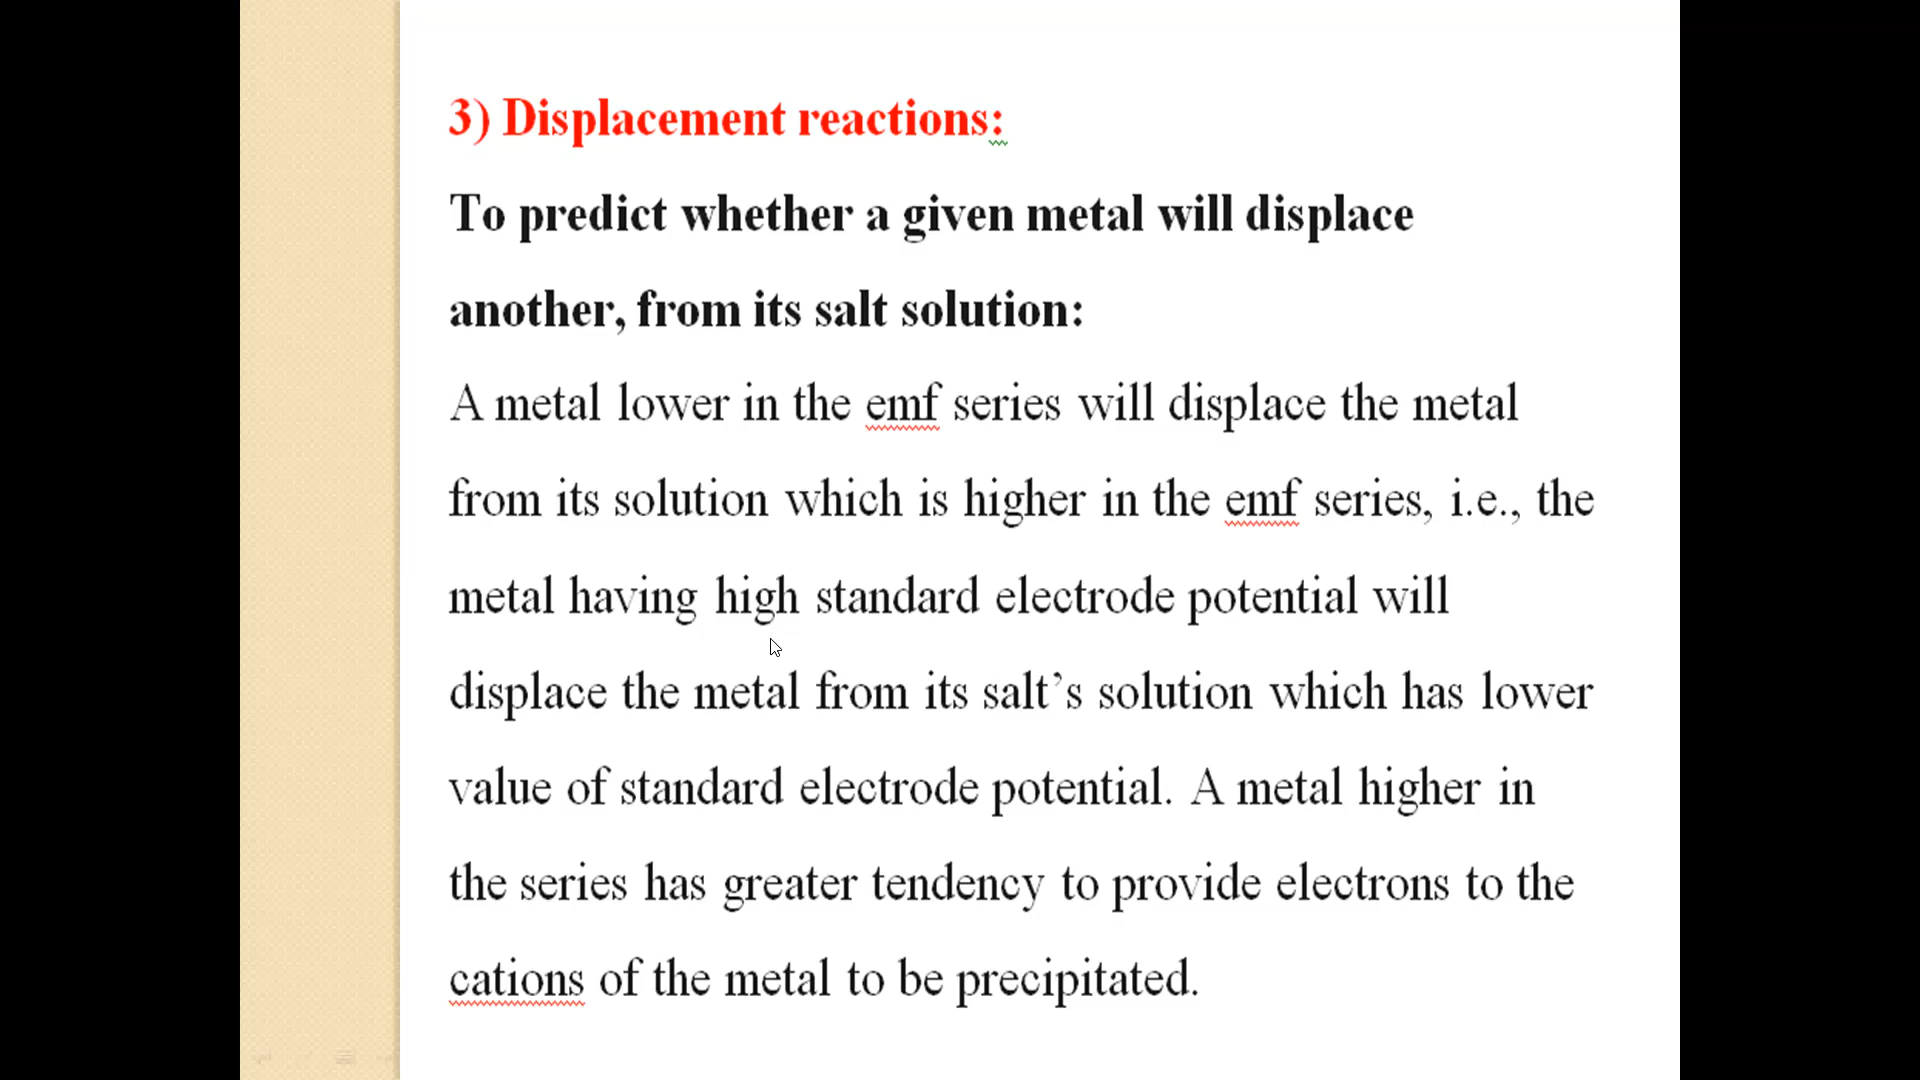 3) Displacement reactions:
To predict whether a given metal will displace
another, from its salt solution:
A metal lower in the emf series will displace the metal
from its solution which is higher in the emf series, i.e., the
metal having high standard electrode potential will
displace the metal from its salt’s solution which has lower
value of standard electrode potential. A metal higher in
the series has greater tendency to provide electrons to the
cations of the metal to be precipitated.